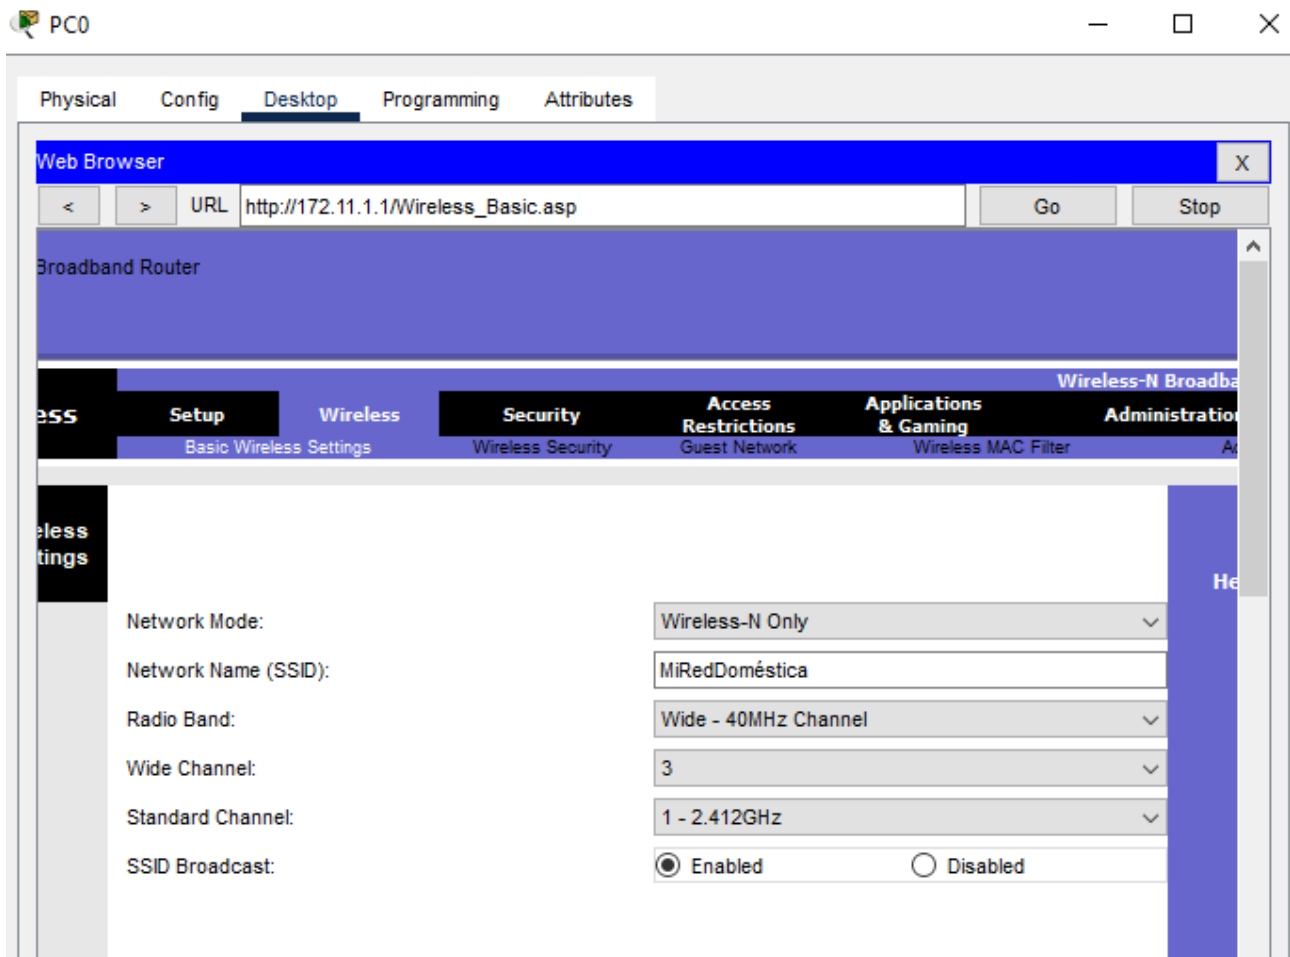 PC0
Physical Config Desktop Programming Attributes
Web Browser X
< > URL http://172.11.1.1/Wireless_Basic.asp Go Stop
Broadband Router
Wireless-N Broadba
ess Setup Wireless Security Access Restrictions Applications & Gaming Administration
Basic Wireless Settings Wireless Security Guest Network Wireless MAC Filter Ad
eless
tings
He
Network Mode: Wireless-N Only
Network Name (SSID): MiRedDoméstica
Radio Band: Wide - 40MHz Channel
Wide Channel: 3
Standard Channel: 1 - 2.412GHz
SSID Broadcast: Enabled Disabled